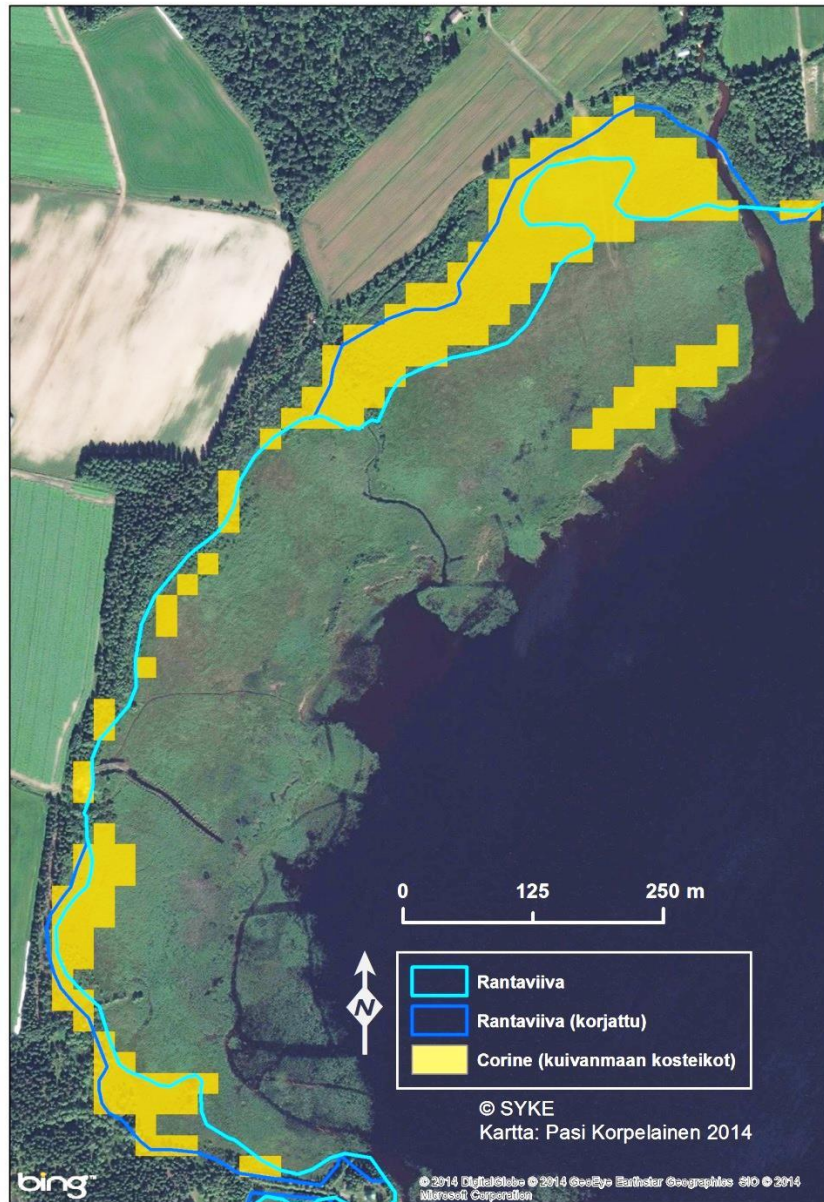 0 125 250 m
N
Rantaviiva
Rantaviiva (korjattu)
Corine (kuivanmaan kosteikot)
© SYKE
Kartta: Pasi Korpelainen 2014
bing™
© 2014 DigitalGlobe © 2014 GeoEye Earthstar Geographics SIO © 2014
Microsoft Corporation